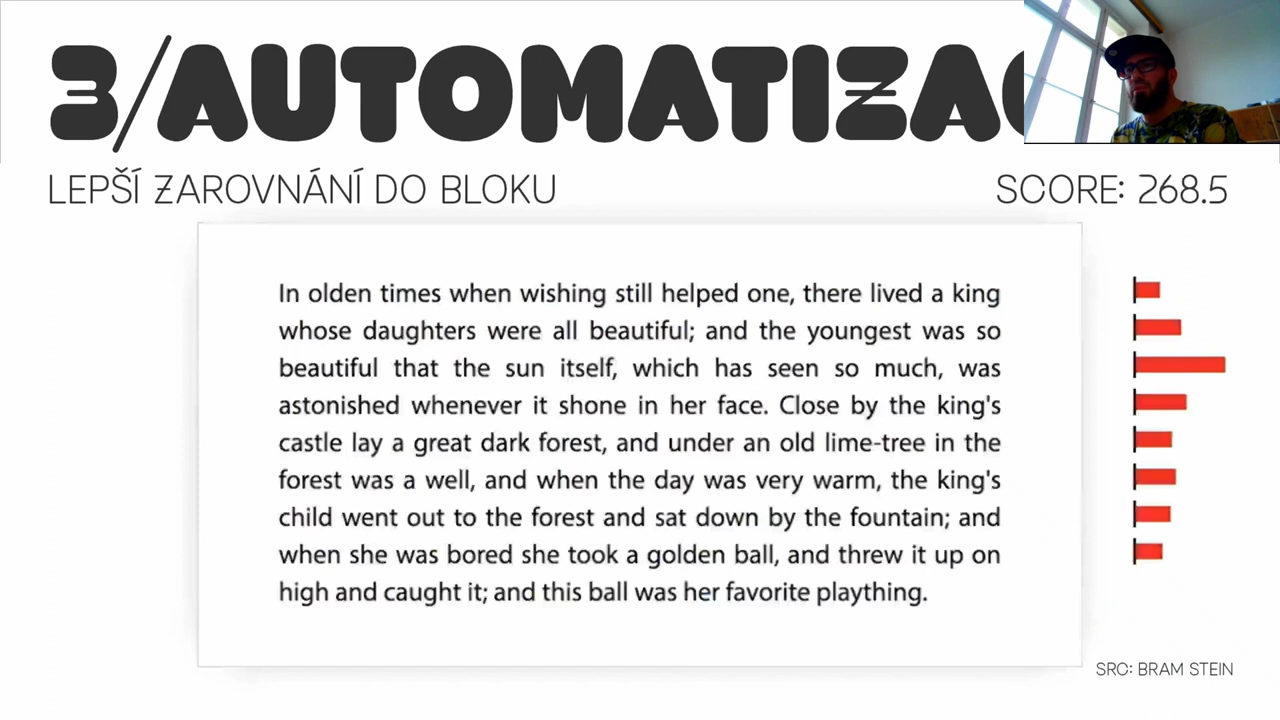 3/AUTOMATIZAC
LEPŠÍ ZAROVNÁNÍ DO BLOKU
SCORE: 268.5
In olden times when wishing still helped one, there lived a king
whose daughters were all beautiful; and the youngest was so
beautiful that the sun itself, which has seen so much, was
astonished whenever it shone in her face. Close by the king's
castle lay a great dark forest, and under an old lime-tree in the
forest was a well, and when the day was very warm, the king's
child went out to the forest and sat down by the fountain; and
when she was bored she took a golden ball, and threw it up on
high and caught it; and this ball was her favorite plaything.
SRC: BRAM STEIN